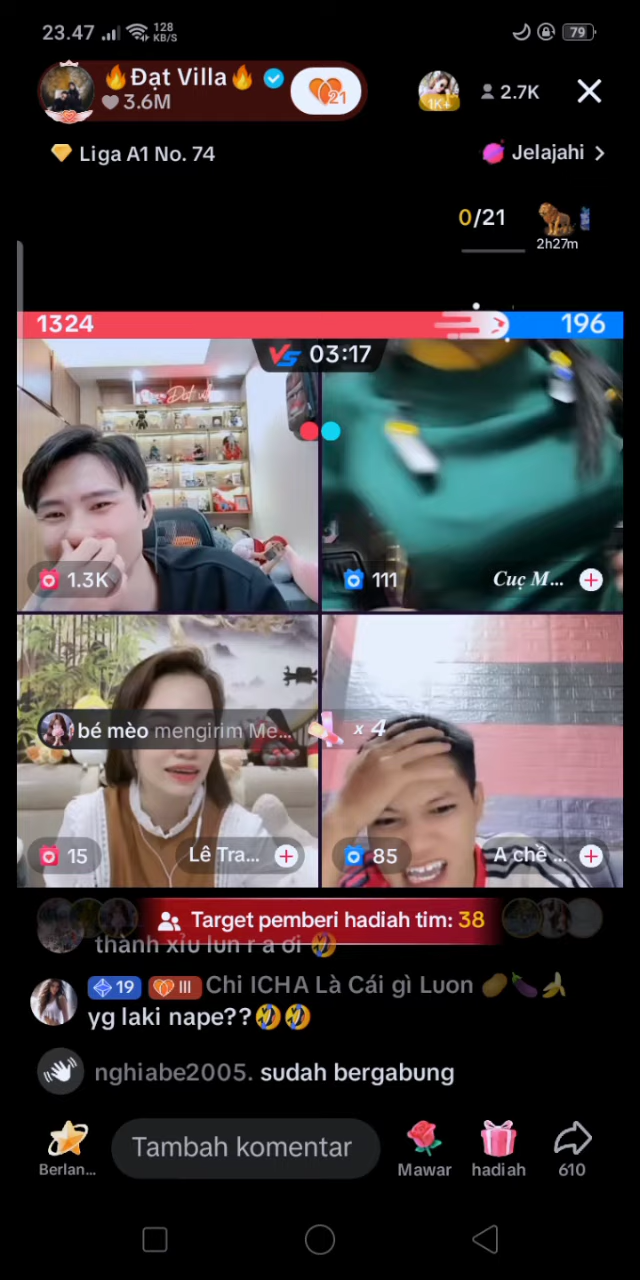 23.47
128
KB/S
79
🔥Đạt Villa🔥
3.6M
21
1K+
2.7K
Liga A1 No. 74
Jelajahi
0/21
2h27m
1324
196
VS 03:17
1.3K
111
Cuç M...
bé mèo mengirim Me...
x 4
15
Lê Tra...
85
A chề ...
Target pemberi hadiah tim: 38
thành xỉu lun r a ơi 🤣
19 III Chi ICHA Là Cái gì Luon 🥔🍆🍌
yg laki nape??🤣🤣
nghiabe2005. sudah bergabung
Berlan...
Tambah komentar
Mawar
hadiah
610